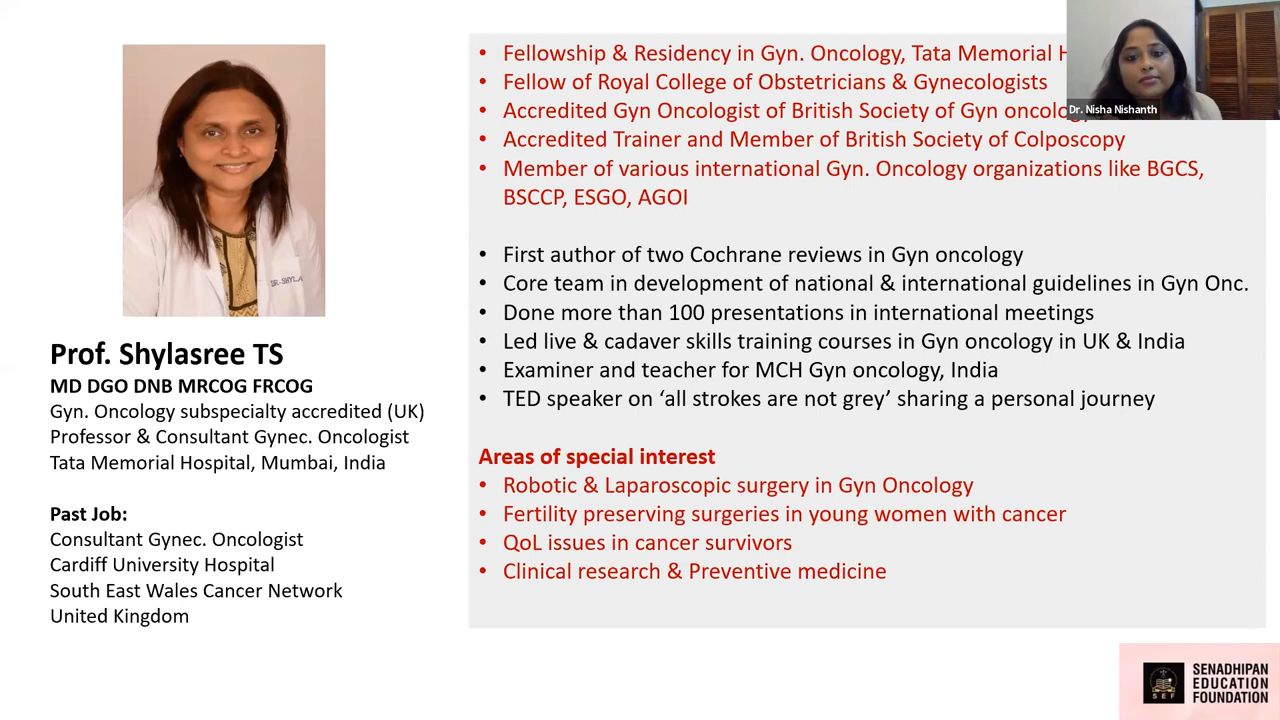 DR. SHYLA
Prof. Shylasree TS
MD DGO DNB MRCOG FRCOG
Gyn. Oncology subspecialty accredited (UK)
Professor & Consultant Gynec. Oncologist
Tata Memorial Hospital, Mumbai, India
Past Job:
Consultant Gynec. Oncologist
Cardiff University Hospital
South East Wales Cancer Network
United Kingdom
• Fellowship & Residency in Gyn. Oncology, Tata Memorial
• Fellow of Royal College of Obstetricians & Gynecologists
• Accredited Gyn Oncologist of British Society of Gyn oncology
• Accredited Trainer and Member of British Society of Colposcopy
• Member of various international Gyn. Oncology organizations like BGCS,
BSCCP, ESGO, AGOI
• First author of two Cochrane reviews in Gyn oncology
• Core team in development of national & international guidelines in Gyn Onc.
• Done more than 100 presentations in international meetings
• Led live & cadaver skills training courses in Gyn oncology in UK & India
• Examiner and teacher for MCH Gyn oncology, India
• TED speaker on ‘all strokes are not grey’ sharing a personal journey
Areas of special interest
• Robotic & Laparoscopic surgery in Gyn Oncology
• Fertility preserving surgeries in young women with cancer
• QoL issues in cancer survivors
• Clinical research & Preventive medicine
Dr. Nisha Nishanth
SEF
SENADHIPAN
EDUCATION
FOUNDATION